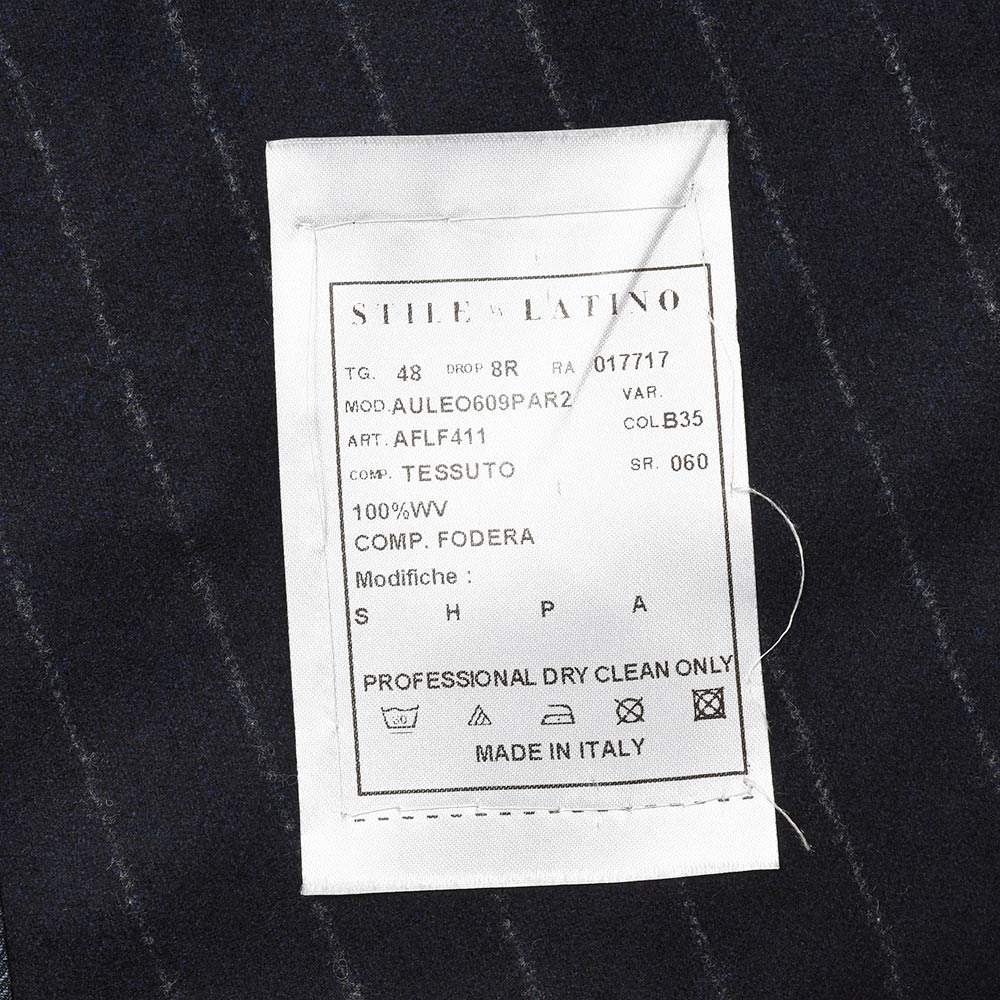 STILE LATINO
TG. 48 DROP 8R RA 017717
MOD.AULEO609PAR2 VAR.
ART. AFLF411 COL.B35
COMP. TESSUTO SR. 060
100%WV
COMP. FODERA
Modifiche :
S H P A
PROFESSIONAL DRY CLEAN ONLY
30
MADE IN ITALY